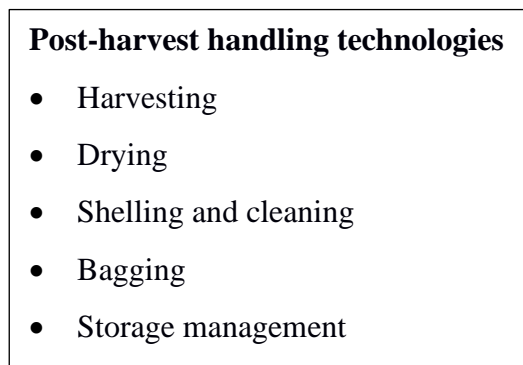 Post-harvest handling technologies
• Harvesting
• Drying
• Shelling and cleaning
• Bagging
• Storage management